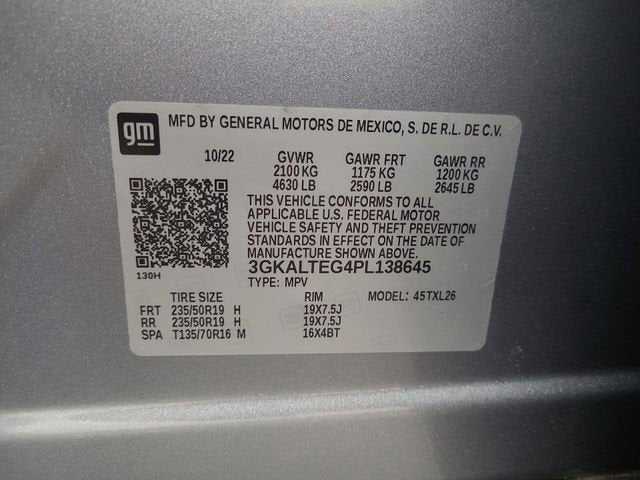 gm MFD BY GENERAL MOTORS DE MEXICO, S. DE R.L. DE C.V.
10/22 GVWR GAWR FRT GAWR RR
2100 KG 1175 KG 1200 KG
4630 LB 2590 LB 2645 LB
THIS VEHICLE CONFORMS TO ALL
APPLICABLE U.S. FEDERAL MOTOR
VEHICLE SAFETY AND THEFT PREVENTION
STANDARDS IN EFFECT ON THE DATE OF
MANUFACTURE SHOWN ABOVE.
3GKALTEG4PL138645
130H TYPE: MPV
TIRE SIZE RIM MODEL: 45TXL26
FRT 235/50R19 H 19X7.5J
RR 235/50R19 H 19X7.5J
SPA T135/70R16 M 16X4BT